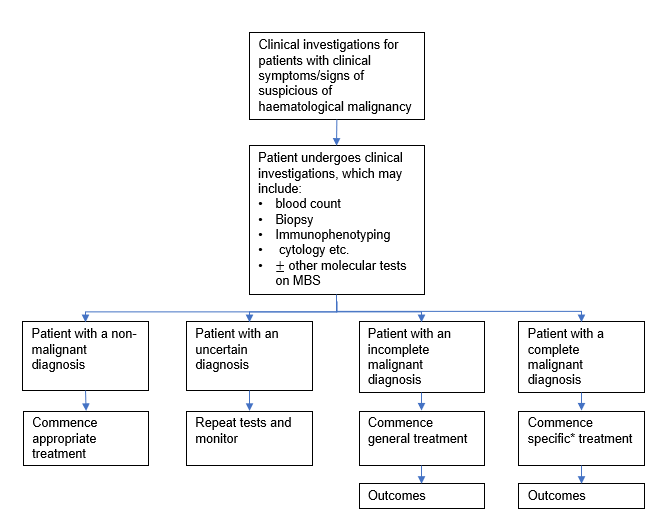 Clinical investigations for
patients with clinical
symptoms/signs of
suspicious of
haematological malignancy
Patient undergoes clinical
investigations, which may
include:
• blood count
• Biopsy
• Immunophenotyping
• cytology etc.
• ± other molecular tests
on MBS
Patient with a non-
malignant
diagnosis
Patient with an
uncertain
diagnosis
Patient with an
incomplete
malignant
diagnosis
Patient with a
complete
malignant
diagnosis
Commence
appropriate
treatment
Repeat tests and
monitor
Commence
general treatment
Commence
specific* treatment
Outcomes
Outcomes